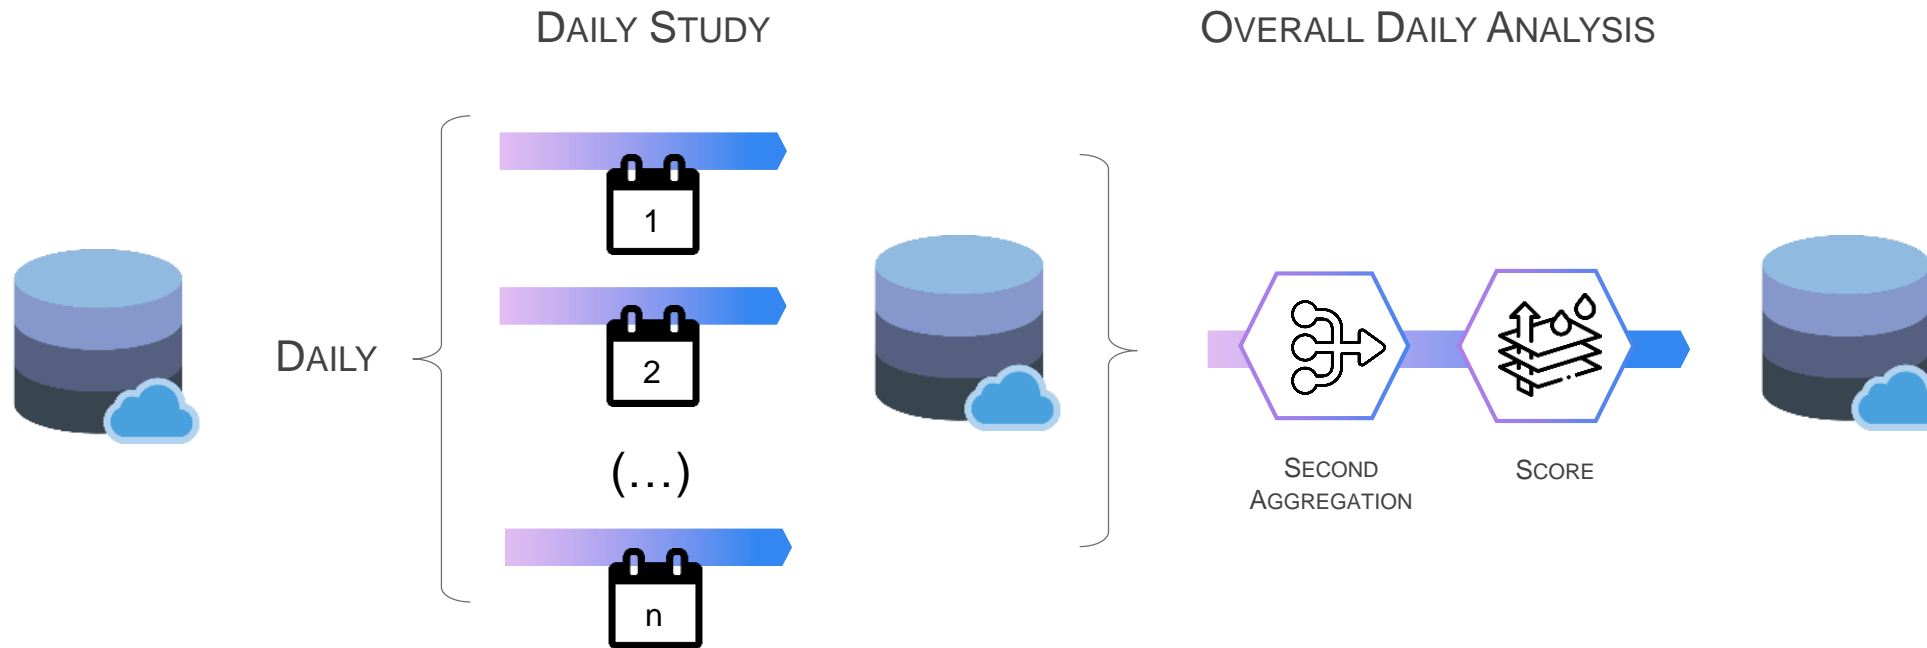 DAILY STUDY
OVERALL DAILY ANALYSIS
DAILY
1
2
(...)
n
SECOND
AGGREGATION
SCORE